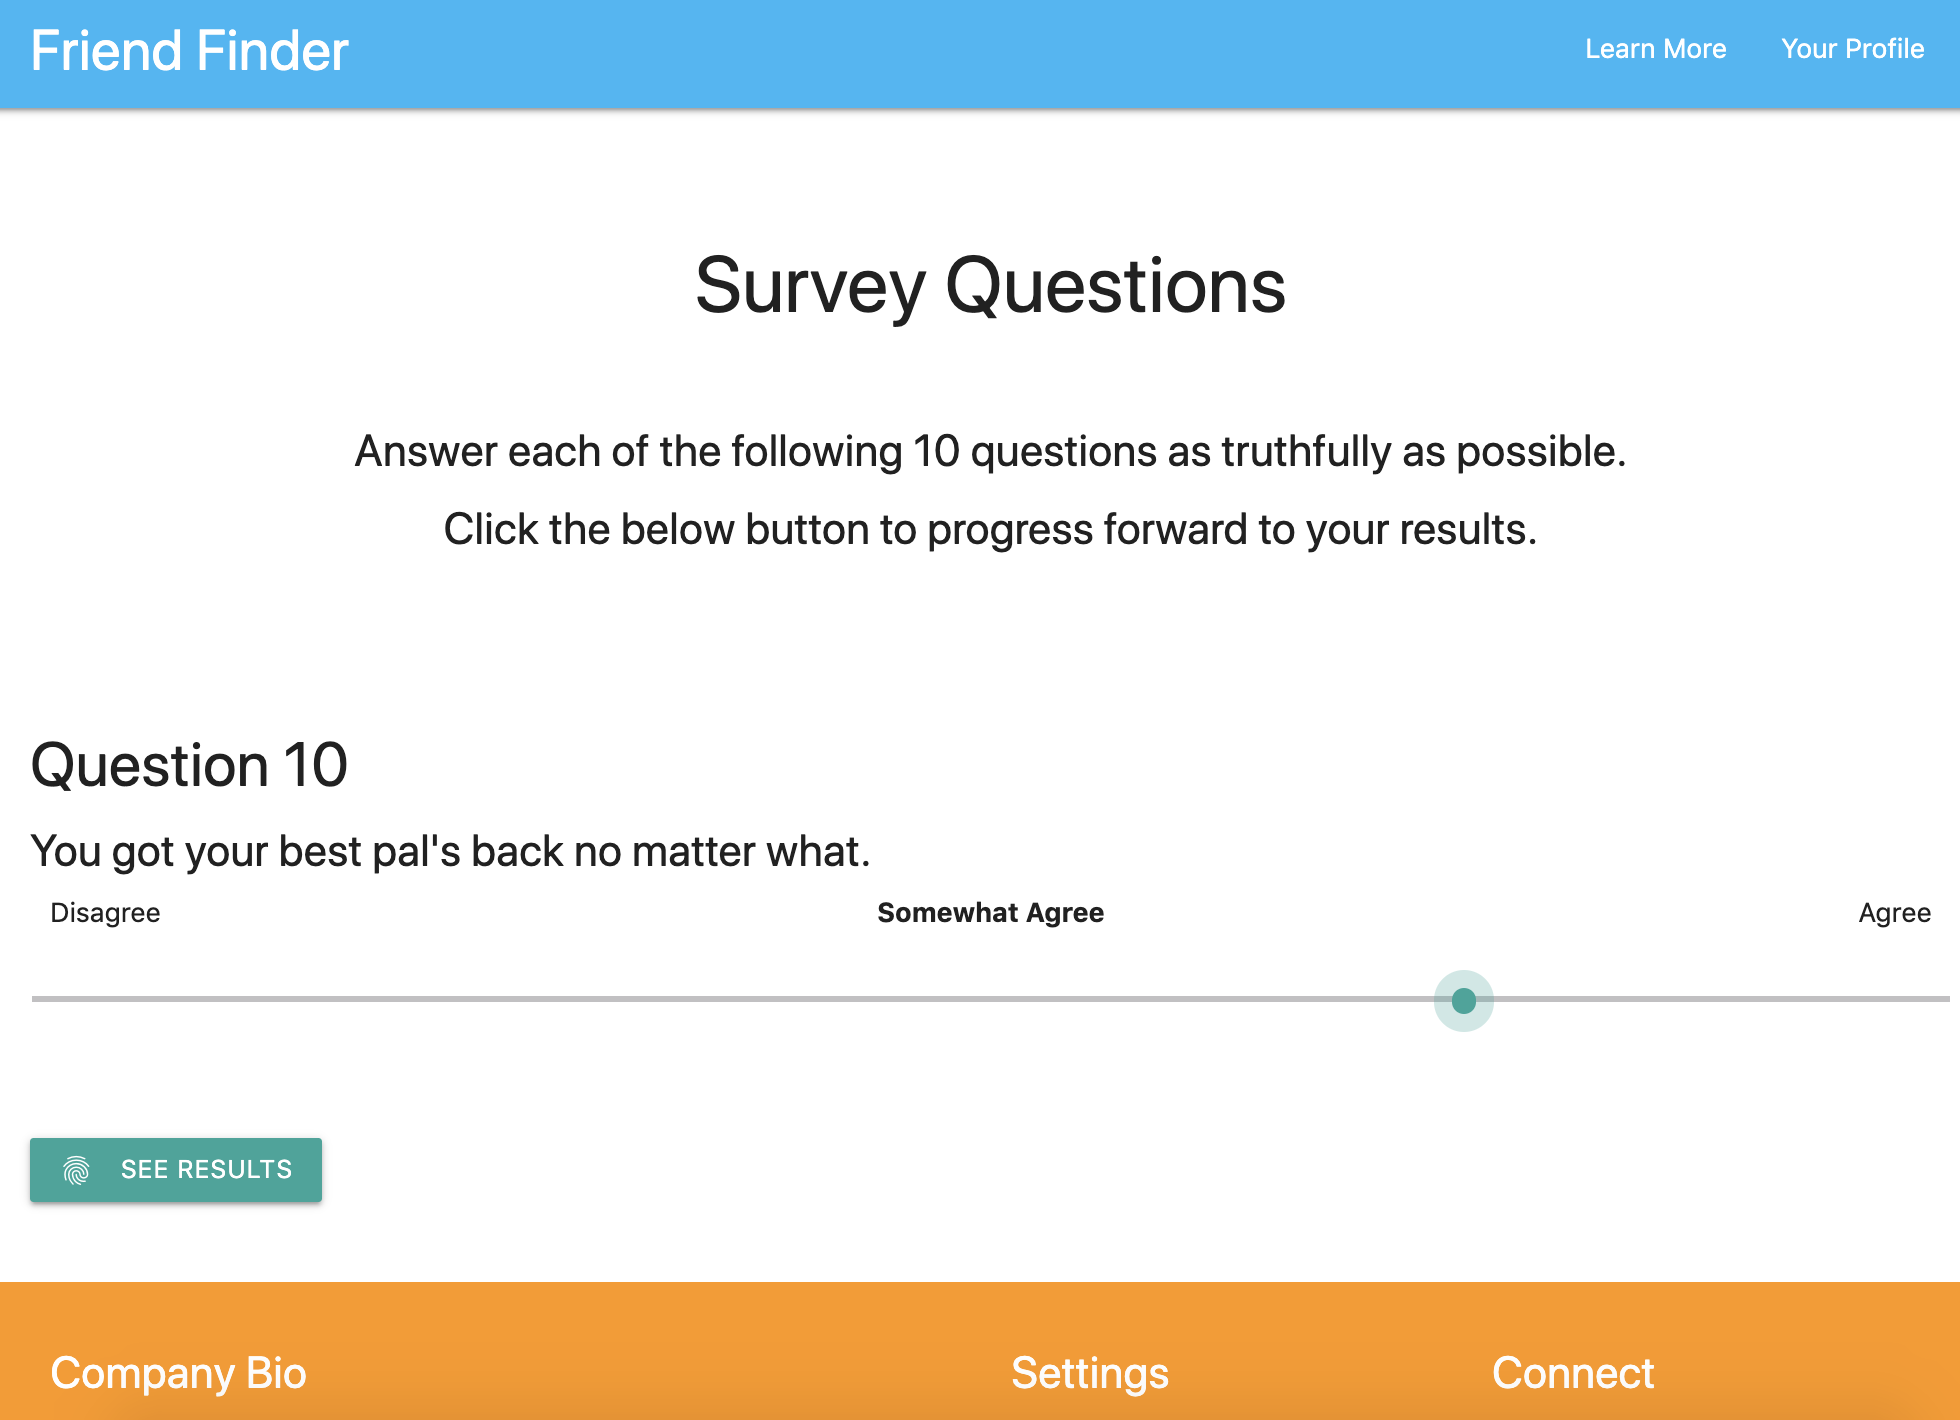 Friend Finder
Learn More
Your Profile
Survey Questions
Answer each of the following 10 questions as truthfully as possible.
Click the below button to progress forward to your results.
Question 10
You got your best pal's back no matter what.
Disagree
Somewhat Agree
Agree
SEE RESULTS
Company Bio
Settings
Connect